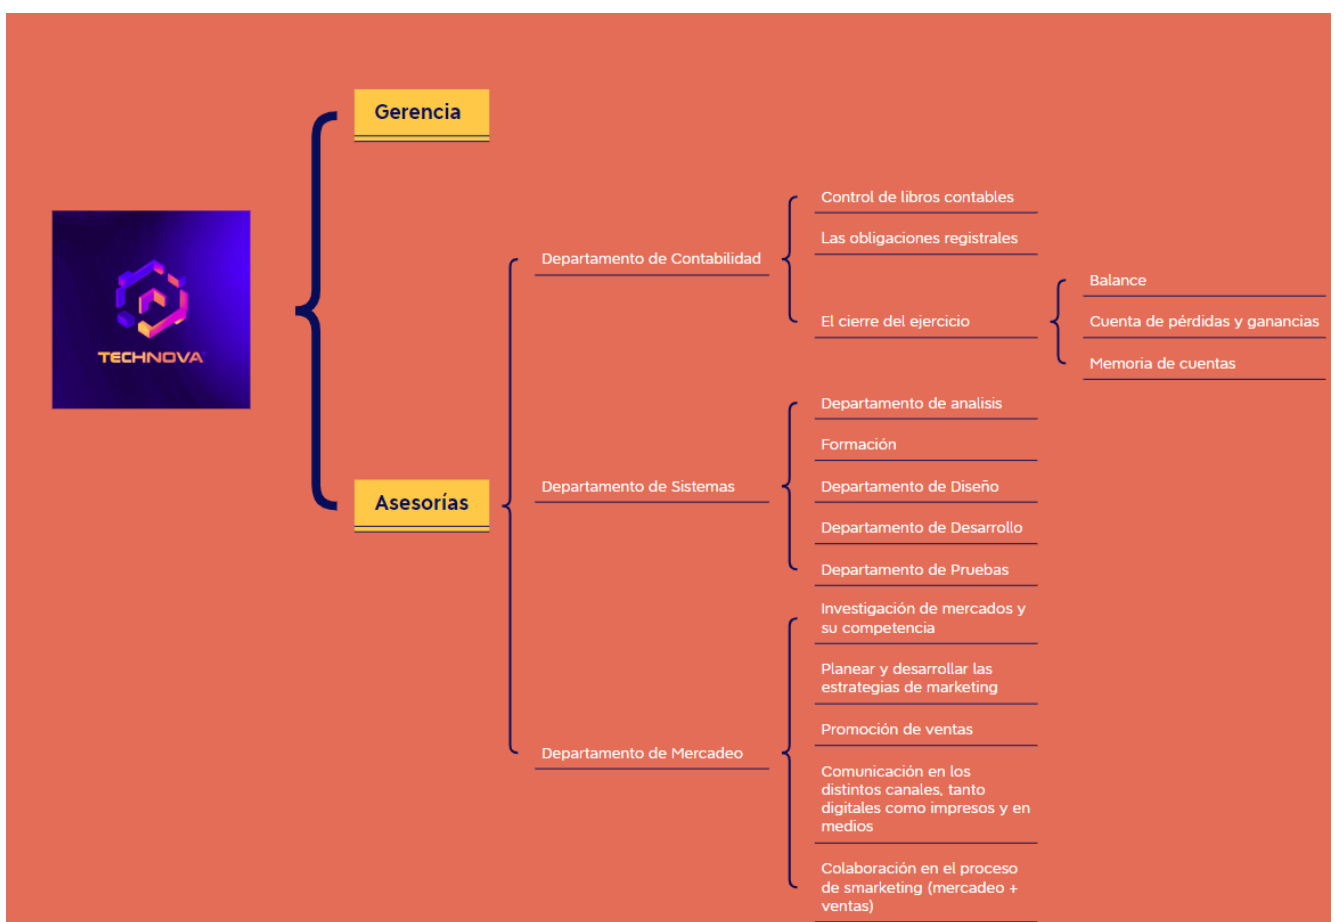 TECHNOVA
Gerencia
Asesorías
Departamento de Contabilidad
Control de libros contables
Las obligaciones registrales
El cierre del ejercicio
Balance
Cuenta de pérdidas y ganancias
Memoria de cuentas
Departamento de Sistemas
Departamento de analisis
Formación
Departamento de Diseño
Departamento de Desarrollo
Departamento de Pruebas
Departamento de Mercadeo
Investigación de mercados y
su competencia
Planear y desarrollar las
estrategias de marketing
Promoción de ventas
Comunicación en los
distintos canales, tanto
digitales como impresos y en
medios
Colaboración en el proceso
de smarketing (mercadeo +
ventas)